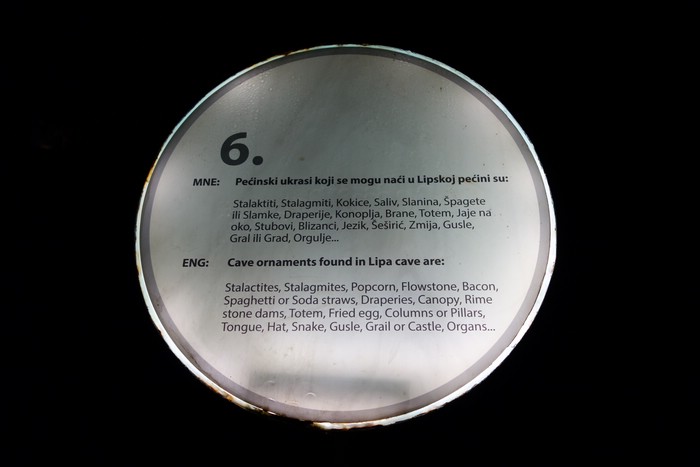 6.
MNE: Pećinski ukrasi koji se mogu naći u Lipskoj pećini su:
Stalaktiti, Stalagmiti, Kokice, Saliv, Slanina, Špagete
ili Slamke, Draperije, Konoplja, Brane, Totem, Jaje na
oko, Stubovi, Blizanci, Jezik, Šeširić, Zmija, Gusle,
Gral ili Grad, Orgulje...
ENG: Cave ornaments found in Lipa cave are:
Stalactites, Stalagmites, Popcorn, Flowstone, Bacon,
Spaghetti or Soda straws, Draperies, Canopy, Rime
stone dams, Totem, Fried egg, Columns or Pillars,
Tongue, Hat, Snake, Gusle, Grail or Castle, Organs...